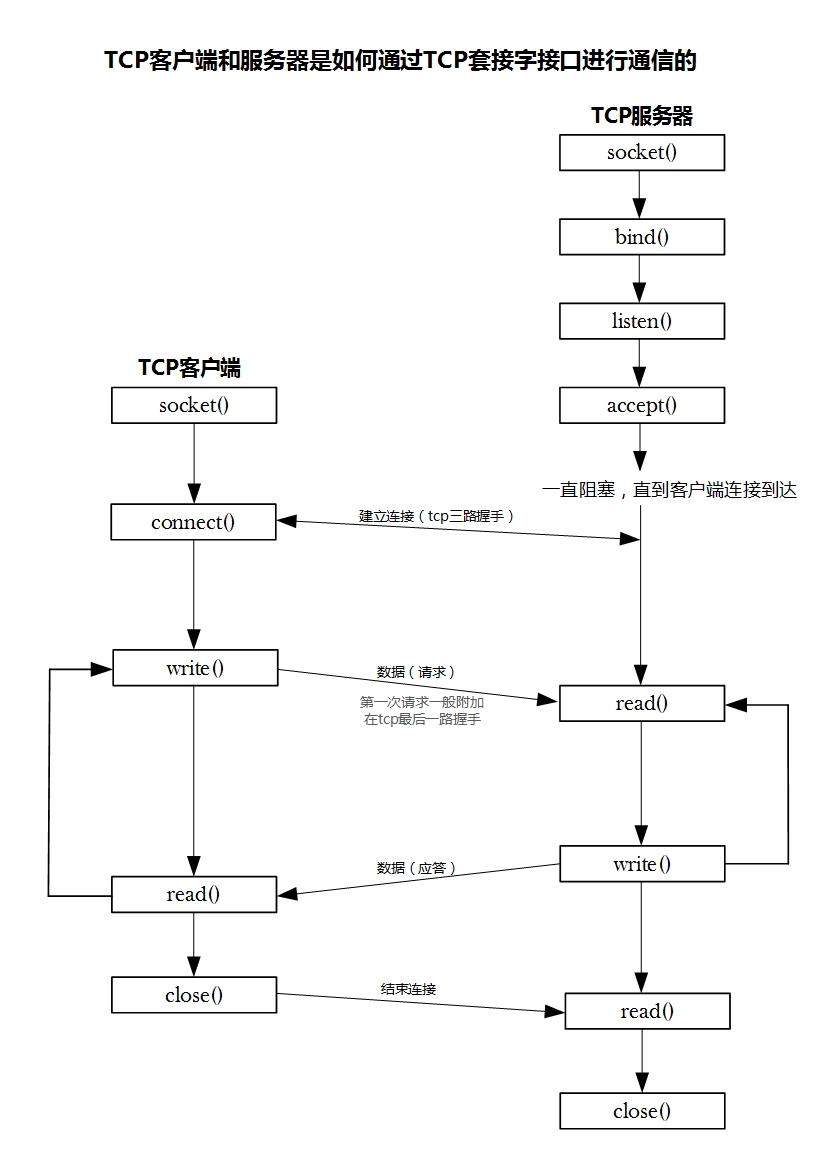 TCP客户端和服务器是如何通过TCP套接字接口进行通信的
TCP服务器
socket()
bind()
listen()
TCP客户端
socket()
accept()
一直阻塞，直到客户端连接到达
connect()
建立连接（tcp三路握手）
write()
数据（请求）
第一次请求一般附加
在tcp最后一路握手
read()
write()
数据（应答）
read()
close()
结束连接
read()
close()